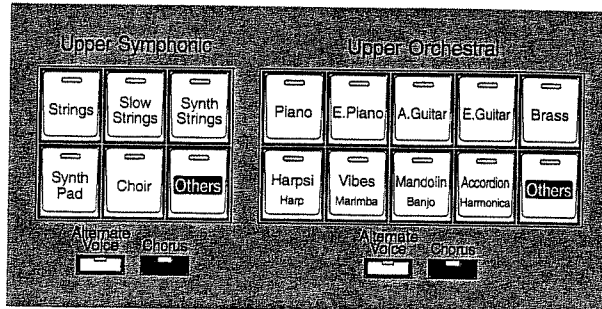 Upper Symphonic
Strings
Slow
Strings
Synth
Strings
Synth
Pad
Choir
Others
Alternate
Voice
Chorus
Upper Orchestral
Piano
E.Piano
A.Guitar
E.Guitar
Brass
Harpsi
Harp
Vibes
Marimba
Mandolin
Banjo
Accordion
Harmonica
Others
Alternate
Voice
Chorus